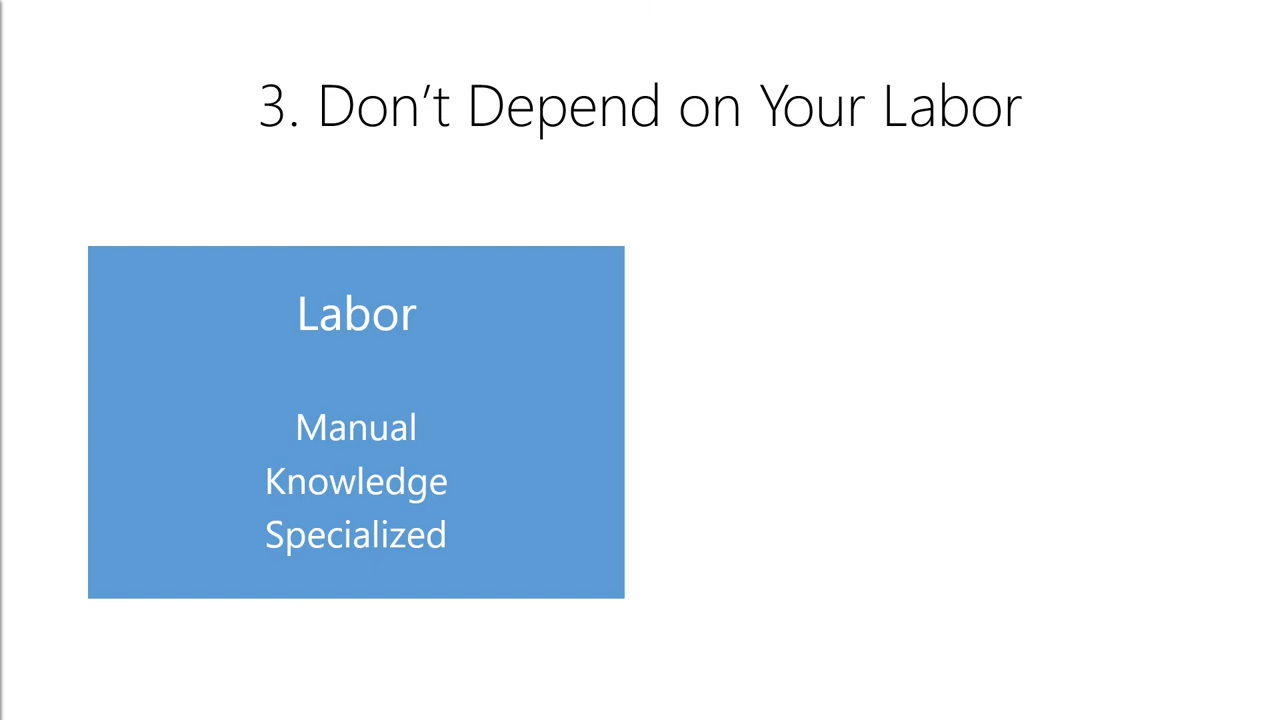 3. Don’t Depend on Your Labor
Labor
Manual
Knowledge
Specialized